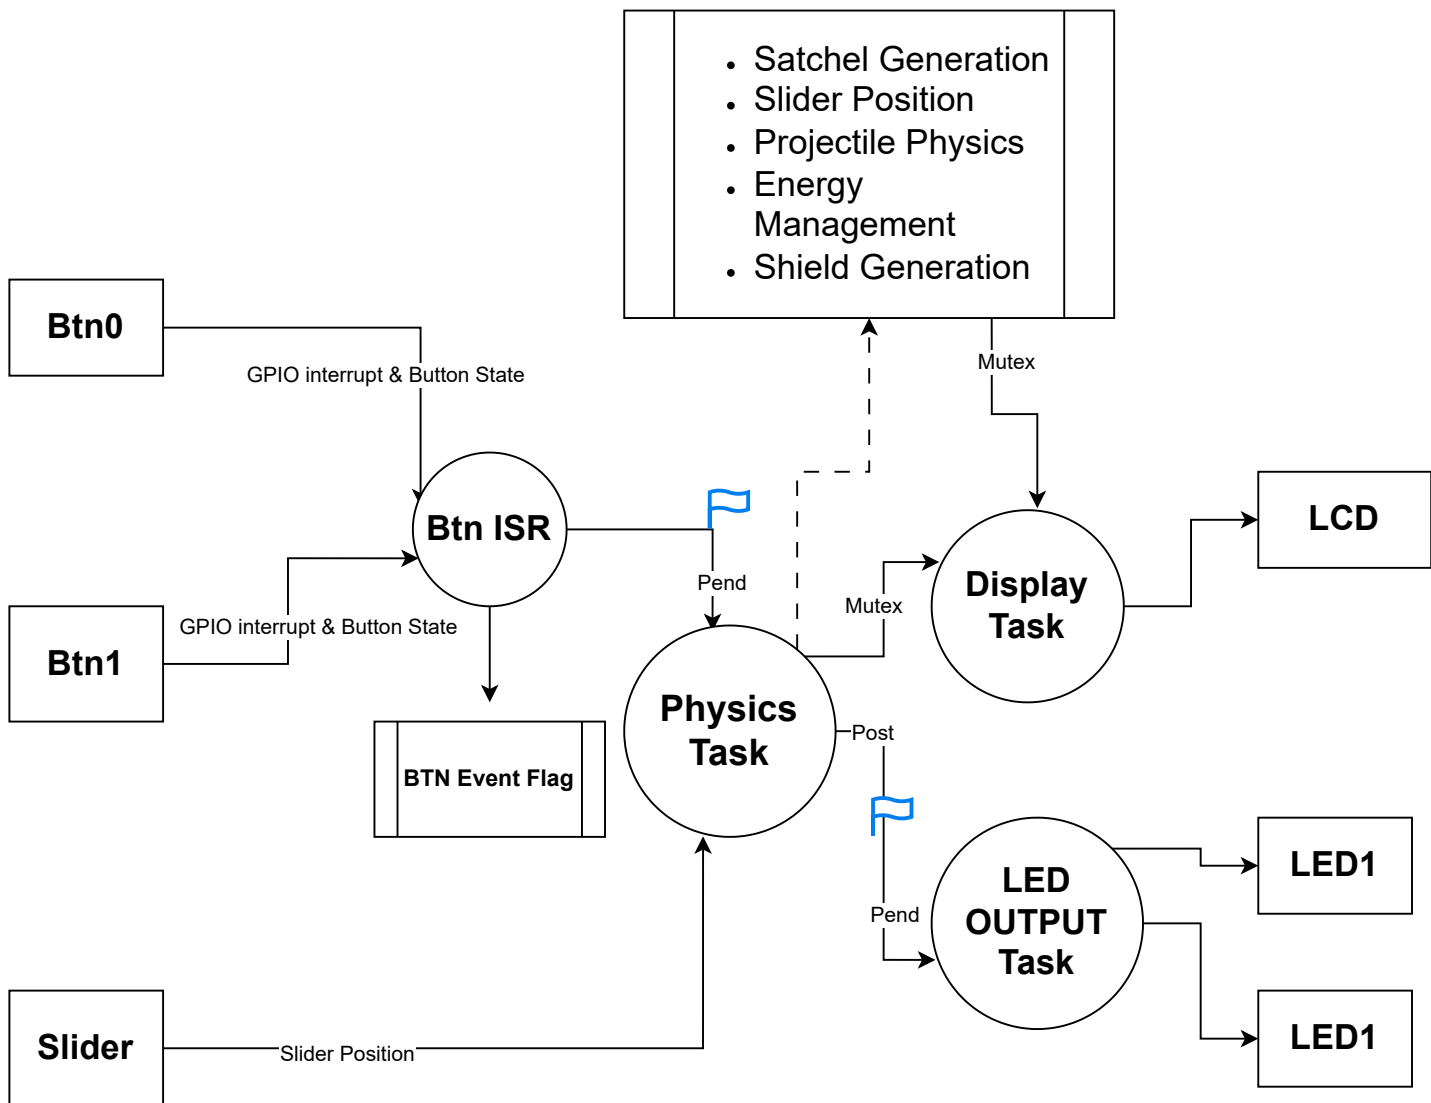 • Satchel Generation
• Slider Position
• Projectile Physics
• Energy
Management
• Shield Generation
Btn0
Mutex
GPIO interrupt & Button State
LCD
Btn ISR
Pend
Display
Task
Mutex
GPIO interrupt & Button State
Btn1
Physics
Task
Post
BTN Event Flag
LED1
LED
OUTPUT
Task
Pend
LED1
Slider
Slider Position